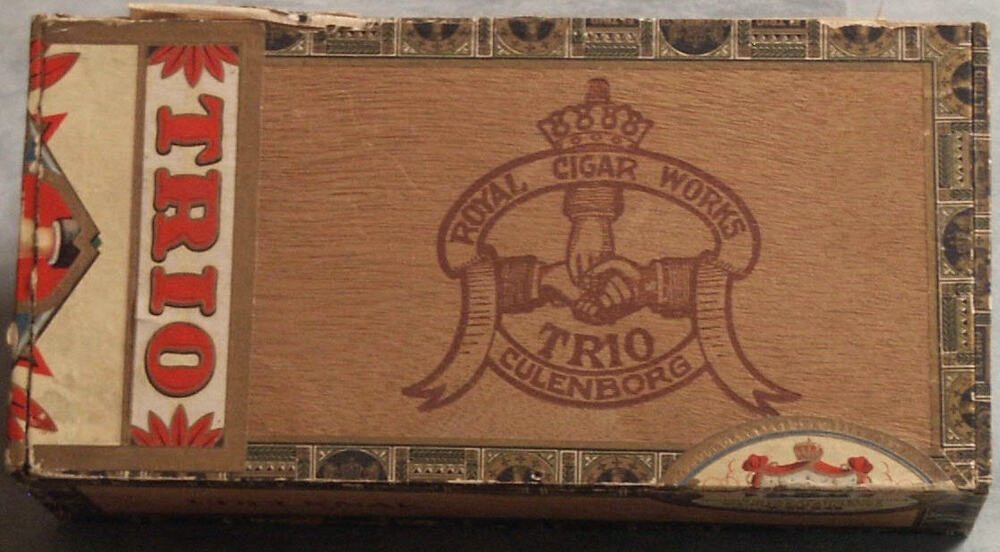 TRIO
ROYAL CIGAR WORKS
TRIO
CULENBORG